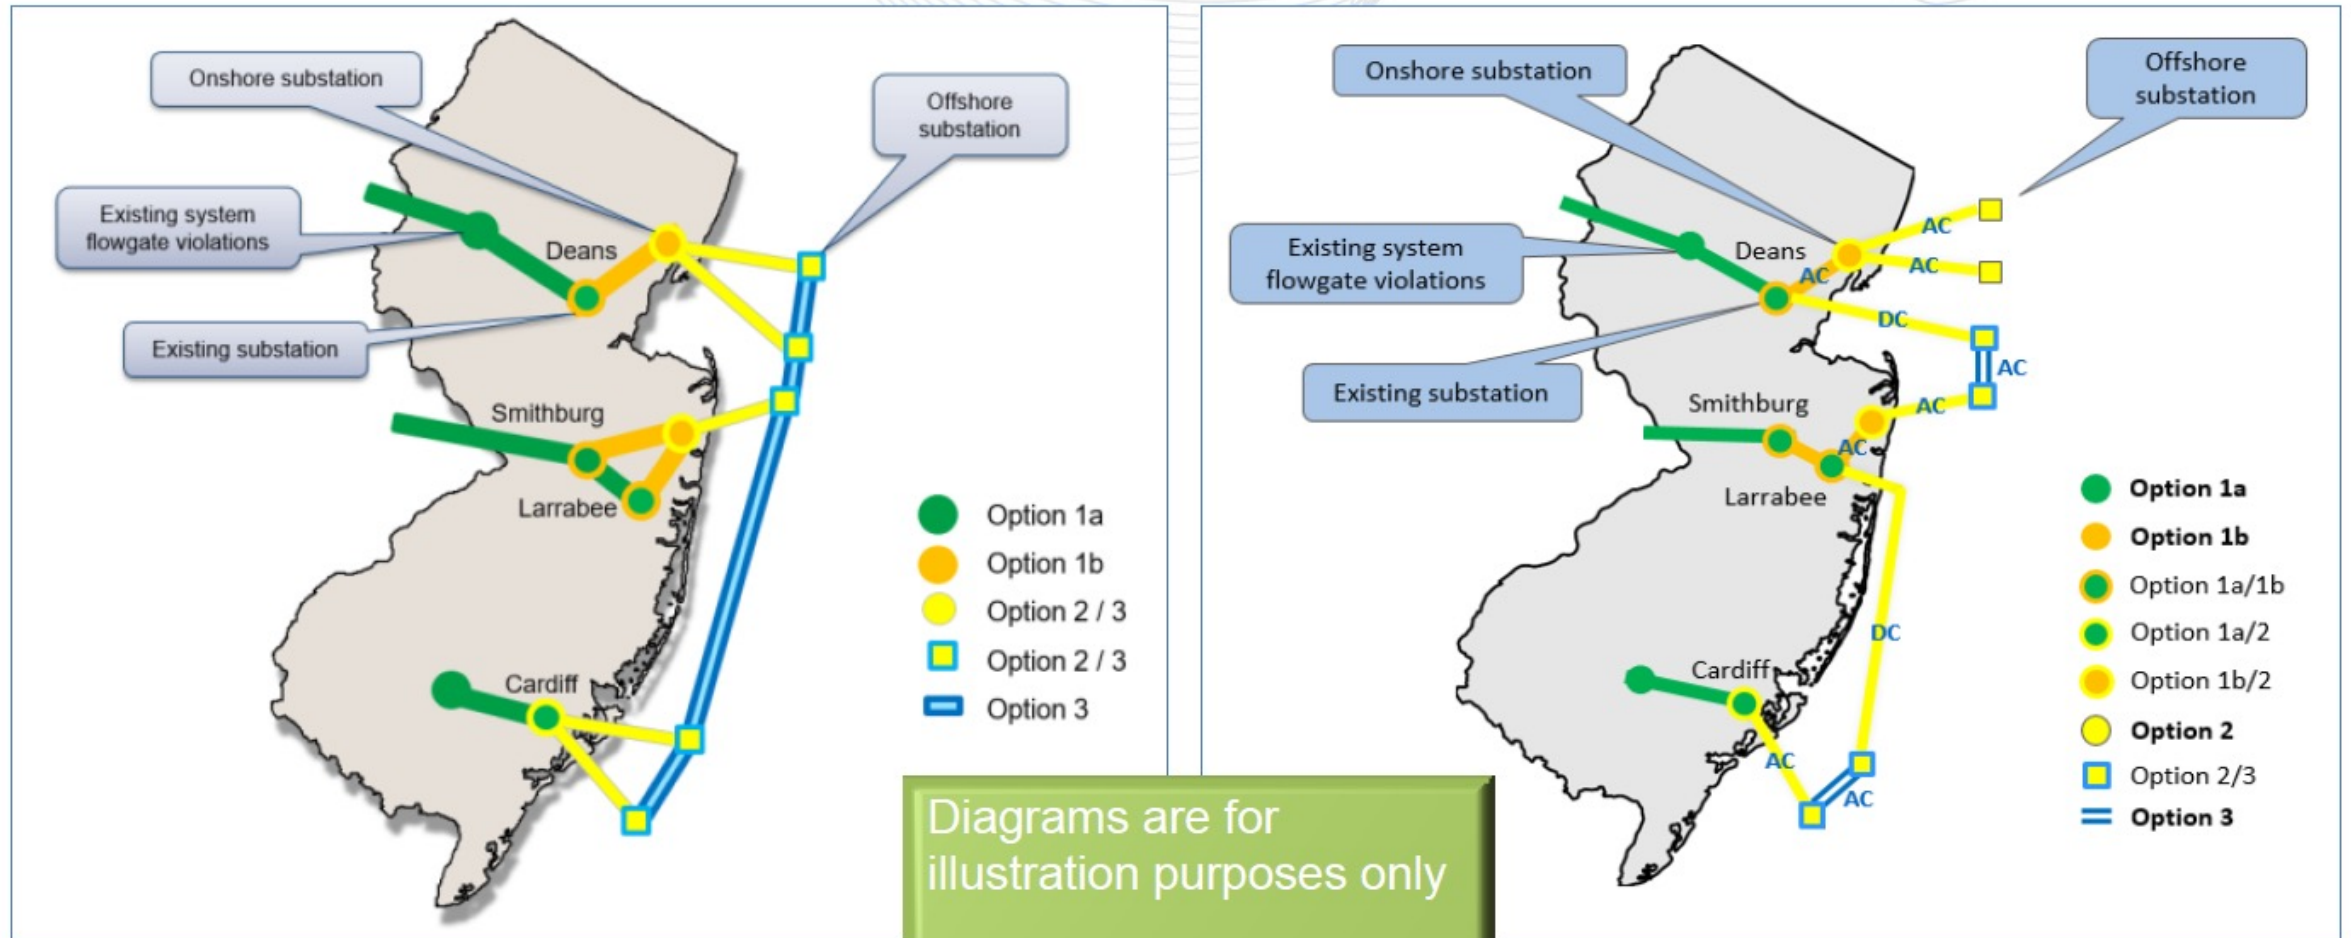 Onshore substation
Offshore
substation
Existing system
flowgate violations
Deans
Existing substation
Smithburg
Larrabee
Cardiff
Option 1a
Option 1b
Option 2 / 3
Option 2 / 3
Option 3
Onshore substation
Offshore
substation
Existing system
flowgate violations
Deans
AC
AC
AC
DC
AC
Existing substation
Smithburg
AC
AC
Larrabee
DC
Cardiff
AC
AC
Option 1a
Option 1b
Option 1a/1b
Option 1a/2
Option 1b/2
Option 2
Option 2/3
Option 3
Diagrams are for
illustration purposes only